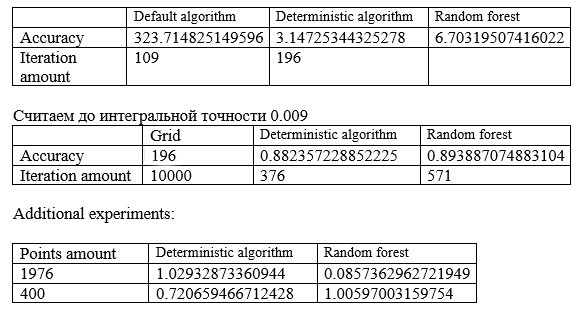 Default algorithm Deterministic algorithm Random forest
Accuracy 323.714825149596 3.14725344325278 6.70319507416022
Iteration 109 196
amount
Считаем до интегральной точности 0.009
Grid Deterministic algorithm Random forest
Accuracy 196 0.882357228852225 0.893887074883104
Iteration amount 10000 376 571
Additional experiments:
Points amount Deterministic algorithm Random forest
1976 1.02932873360944 0.0857362962721949
400 0.720659466712428 1.00597003159754